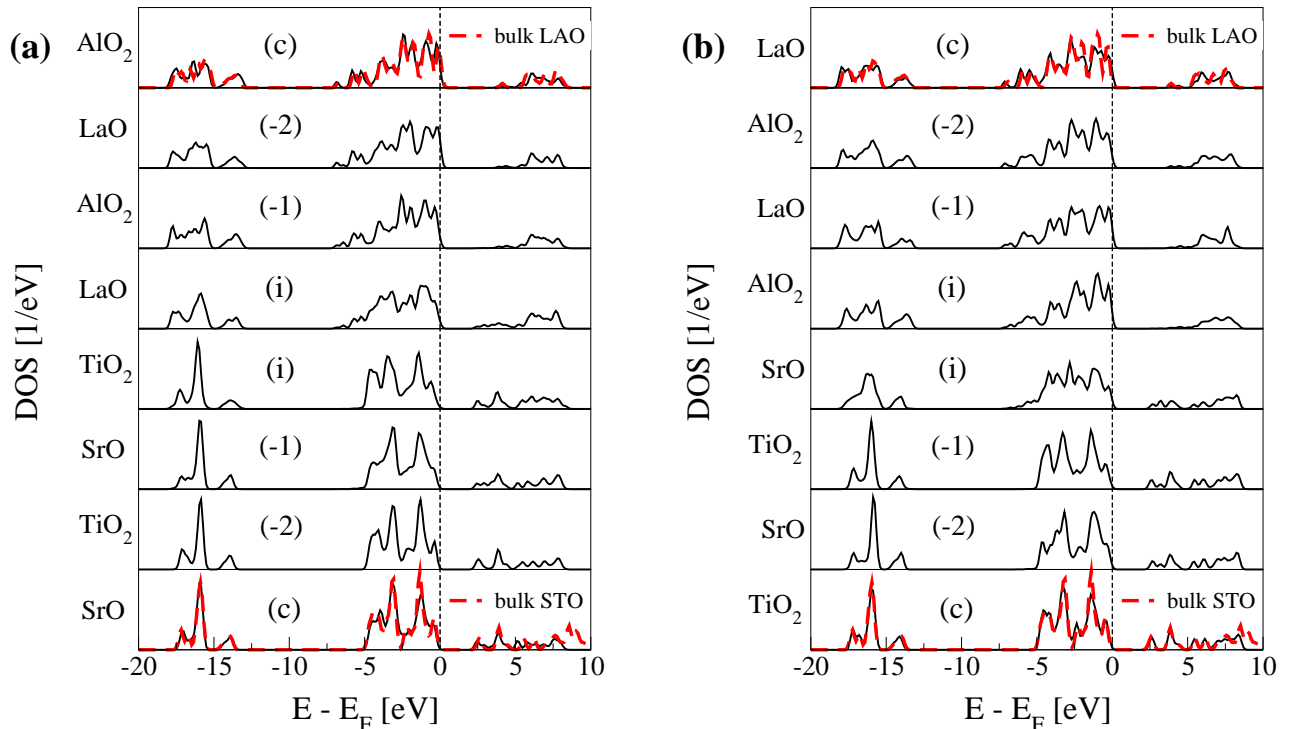 (a)
AlO2 (c) bulk LAO
LaO (-2)
AlO2 (-1)
LaO (i)
TiO2 (i)
SrO (-1)
TiO2 (-2)
SrO (c) bulk STO
DOS [1/eV]
-20 -15 -10 -5 0 5 10
E - EF [eV]
(b)
LaO (c) bulk LAO
AlO2 (-2)
LaO (-1)
AlO2 (i)
SrO (i)
TiO2 (-1)
SrO (-2)
TiO2 (c) bulk STO
DOS [1/eV]
-20 -15 -10 -5 0 5 10
E - EF [eV]